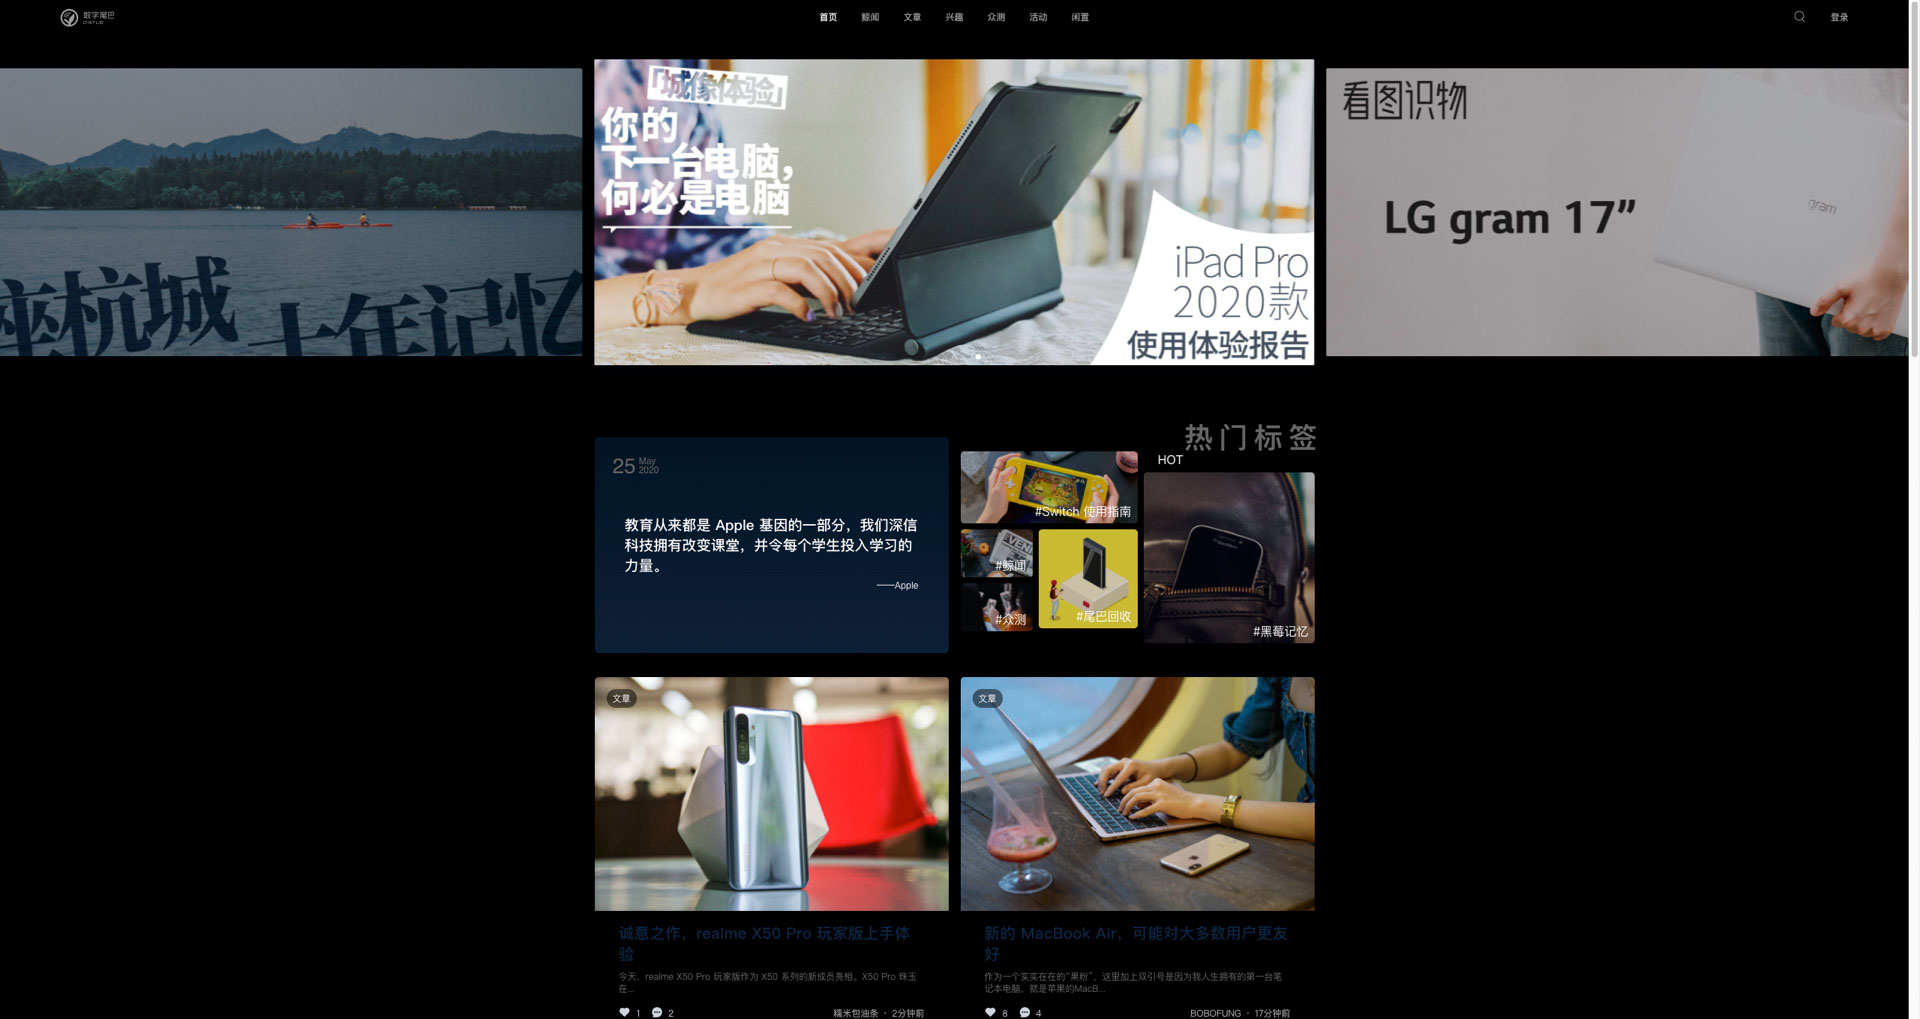 数字尾巴
DGTLE
首页
鲸闻
文章
兴趣
众测
活动
闲置
登录
座杭城
十年记忆
「城像体验」
你的
下一台电脑，
何必是电脑
iPad Pro
2020款
使用体验报告
看图识物
LG gram 17”
gram
热门标签
HOT
25 May
2020
教育从来都是 Apple 基因的一部分，我们深信
科技拥有改变课堂，并令每个学生投入学习的
力量。
——Apple
#Switch 使用指南
#鲸闻
#众测
#尾巴回收
#黑莓记忆
文章
诚意之作，realme X50 Pro 玩家版上手体
验
今天，realme X50 Pro 玩家版作为 X50 系列的新成员亮相。X50 Pro 珠玉
在...
1
2
糯米包油条 · 2分钟前
文章
新的 MacBook Air，可能对大多数用户更友
好
作为一个实实在在的“果粉”，这里加上双引号是因为我人生拥有的第一台笔
记本电脑，就是苹果的MacB...
8
4
BOBOFUNG · 17分钟前